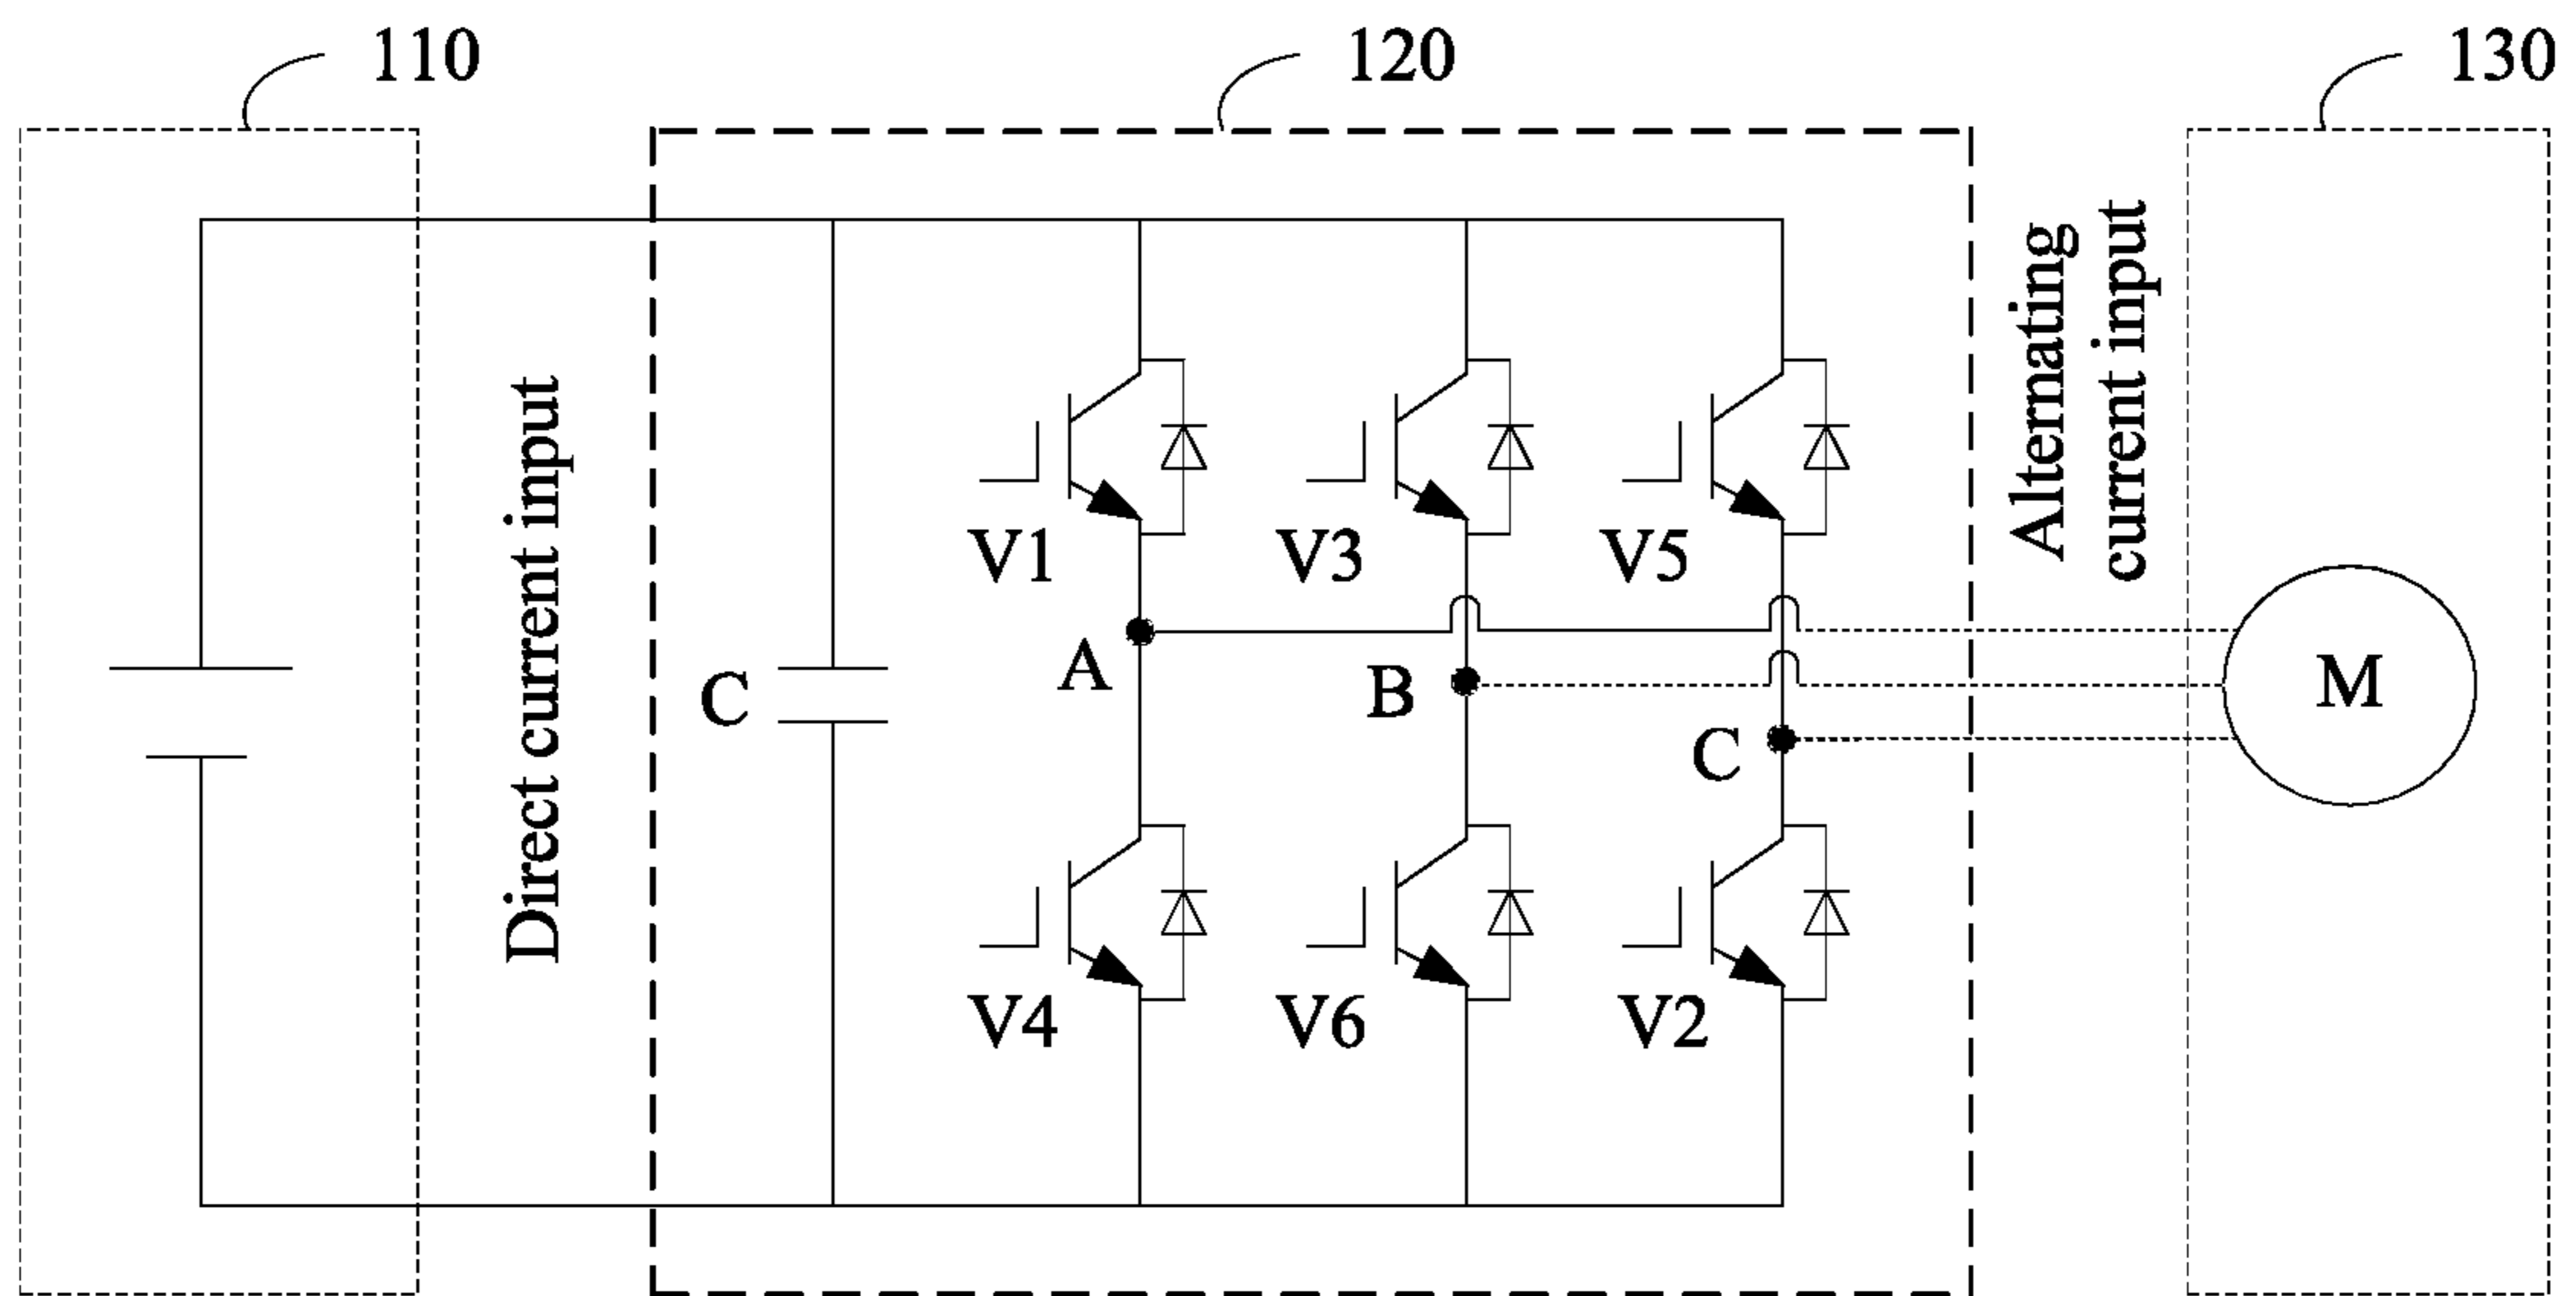 110
120
130
Direct current input
Alternating
current input
V1
V3
V5
A
B
C
C
M
V4
V6
V2